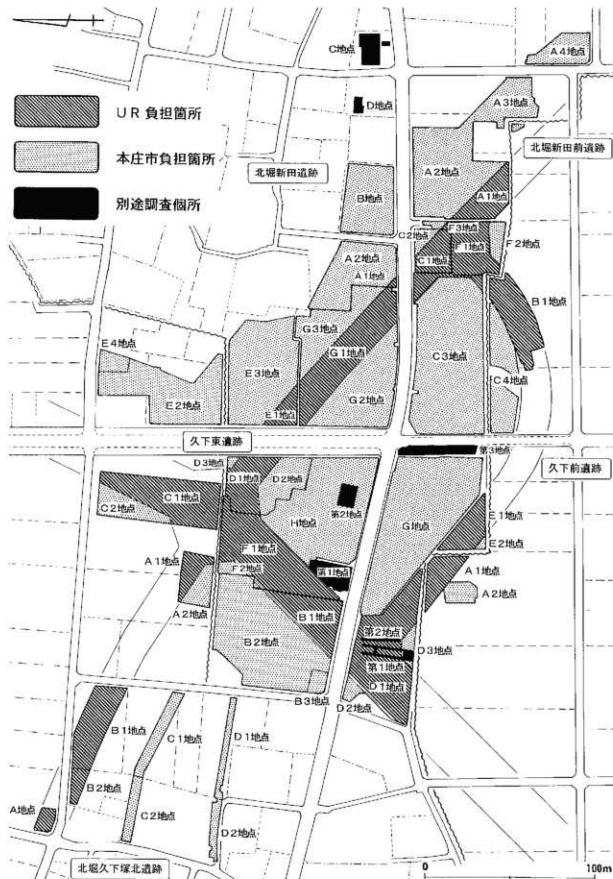 C地点
A4地点
UR負担箇所
D地点
A3地点
本庄市負担箇所
北堀新田前遺跡
北堀新田遺跡
A2地点
別途調査個所
B地点
A1地点
C2地点
F3地点
F2地点
A2地点
C1地点
F1地点
A1地点
B1地点
E4地点
G3地点
G1地点
E3地点
C3地点
C4地点
E2地点
G2地点
E1地点
久下東遺跡
D3地点
第3地点
久下前遺跡
D1地点
D2地点
C1地点
第2地点
E1地点
C2地点
H地点
G地点
E2地点
F1地点
A1地点
F2地点
第1地点
A1地点
A2地点
A2地点
B1地点
第2地点
B2地点
D3地点
第1地点
D1地点
B3地点
D2地点
B1地点
C1地点
D1地点
B2地点
A地点
C2地点
D2地点
北堀久下塚北遺跡
0
100m